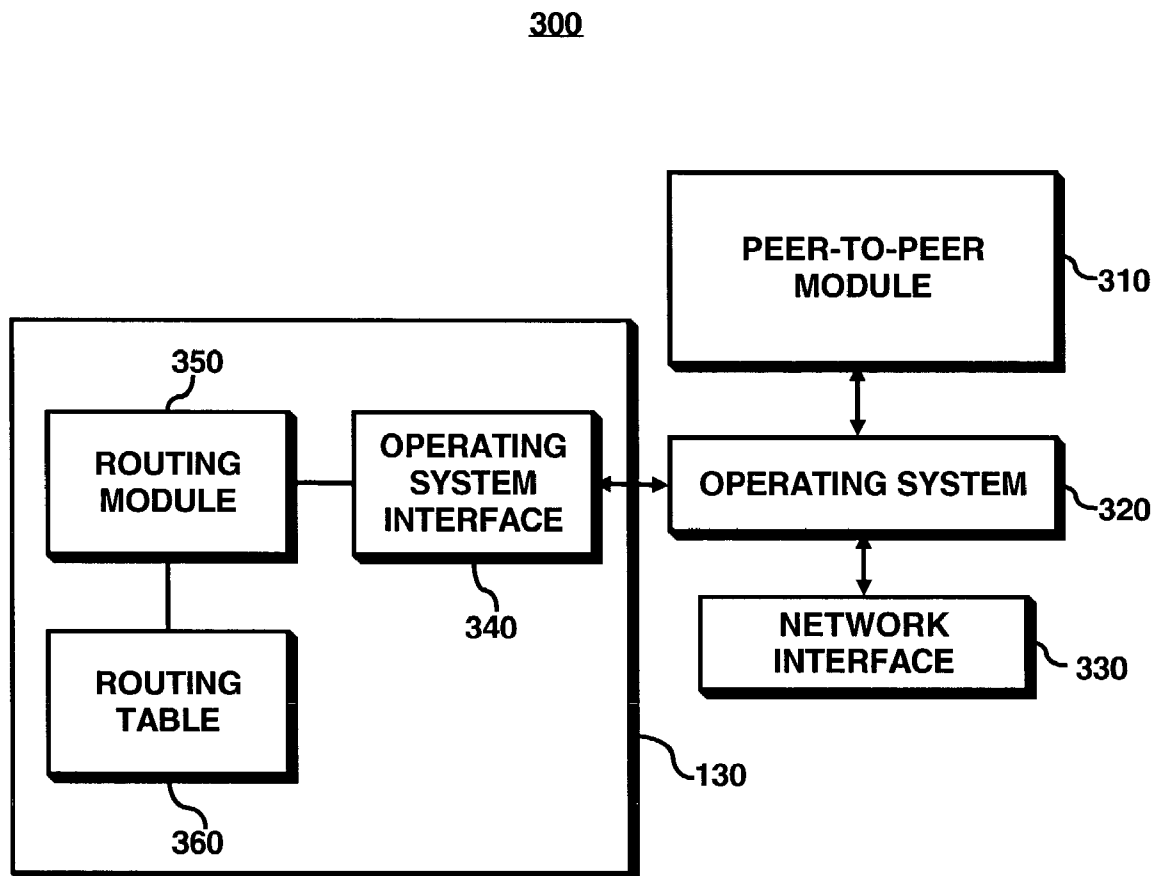 300
PEER-TO-PEER
MODULE
310
350
ROUTING
MODULE
OPERATING
SYSTEM
INTERFACE
340
OPERATING SYSTEM
320
NETWORK
INTERFACE
330
ROUTING
TABLE
360
130